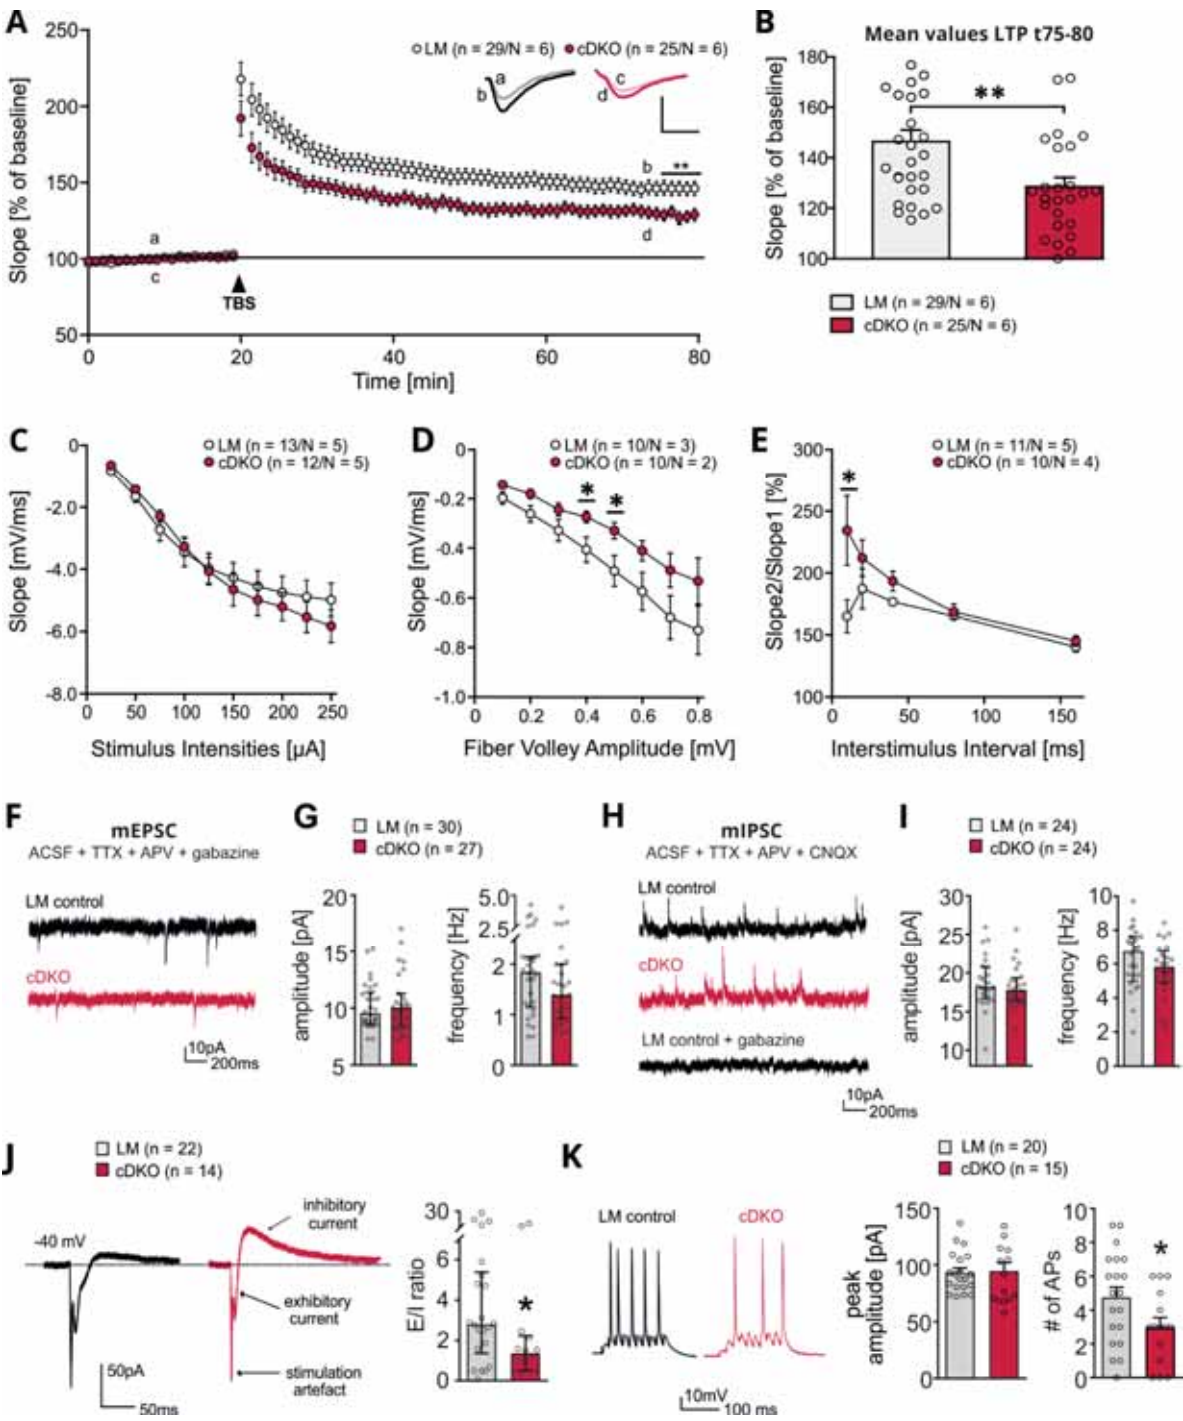 A
LM (n = 29/N = 6)
cDKO (n = 25/N = 6)
a
b
c
d
Slope [% of baseline]
250
200
150
100
50
a
c
b
**
d
TBS
0
20
40
60
80
Time [min]
B
Mean values LTP t75-80
**
Slope [% of baseline]
180
160
140
120
100
LM (n = 29/N = 6)
cDKO (n = 25/N = 6)
C
LM (n = 13/N = 5)
cDKO (n = 12/N = 5)
Slope [mV/ms]
0
-2.0
-4.0
-6.0
-8.0
0
50
100
150
200
250
Stimulus Intensities [µA]
D
LM (n = 10/N = 3)
cDKO (n = 10/N = 2)
* *
Slope [mV/ms]
-0
-0.2
-0.4
-0.6
-0.8
-1.0
0
0.2
0.4
0.6
0.8
Fiber Volley Amplitude [mV]
E
LM (n = 11/N = 5)
cDKO (n = 10/N = 4)
*
Slope2/Slope1 [%]
300
250
200
150
100
0
50
100
150
Interstimulus Interval [ms]
F
mEPSC
ACSF + TTX + APV + gabazine
LM control
cDKO
10pA
200ms
G
LM (n = 30)
cDKO (n = 27)
amplitude [pA]
20
15
10
5
frequency [Hz]
5.0
2.5
2
1
0
H
mIPSC
ACSF + TTX + APV + CNQX
LM control
cDKO
LM control + gabazine
10pA
200ms
I
LM (n = 24)
cDKO (n = 24)
amplitude [pA]
30
25
20
15
10
frequency [Hz]
10
8
6
4
2
0
J
LM (n = 22)
cDKO (n = 14)
-40 mV
inhibitory
current
exhibitory
current
stimulation
artefact
50pA
50ms
E/I ratio
30
6
4
2
0
*
K
LM control
cDKO
10mV
100 ms
LM (n = 20)
cDKO (n = 15)
peak
amplitude [pA]
150
100
50
0
# of APs
10
8
6
4
2
0
*